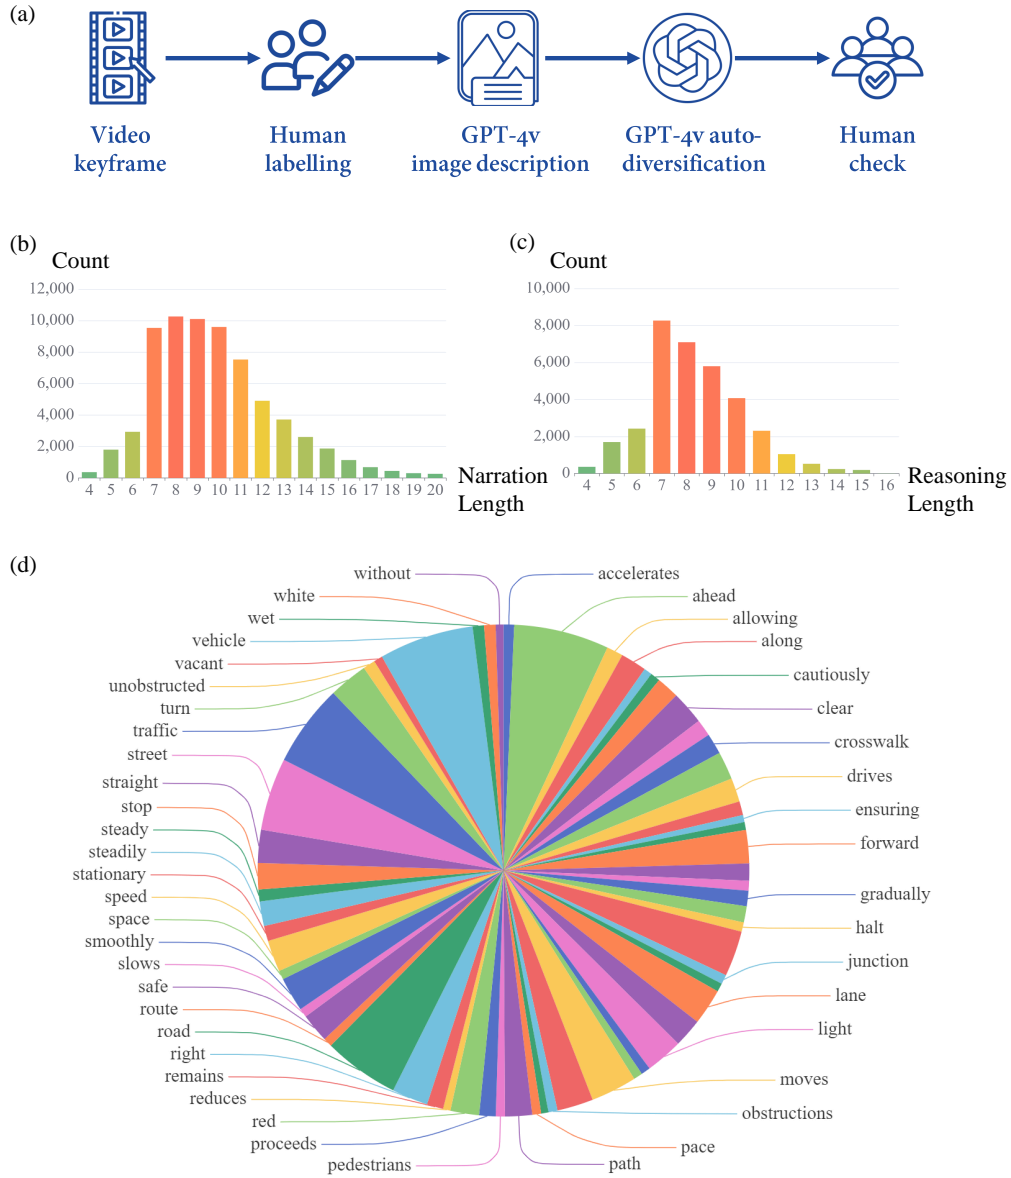 (a)
Video
keyframe
Human
labelling
GPT-4v
image description
GPT-4v auto-
diversification
Human
check
(b)
Count
12,000
10,000
8,000
6,000
4,000
2,000
0
4 5 6 7 8 9 10 11 12 13 14 15 16 17 18 19 20
Narration
Length
(c)
Count
10,000
8,000
6,000
4,000
2,000
0
4 5 6 7 8 9 10 11 12 13 14 15 16
Reasoning
Length
(d)
without
white
wet
vehicle
vacant
unobstructed
turn
traffic
street
straight
stop
steady
steadily
stationary
speed
space
smoothly
slows
safe
route
road
right
remains
reduces
red
proceeds
pedestrians
accelerates
ahead
allowing
along
cautiously
clear
crosswalk
drives
ensuring
forward
gradually
halt
junction
lane
light
moves
obstructions
pace
path